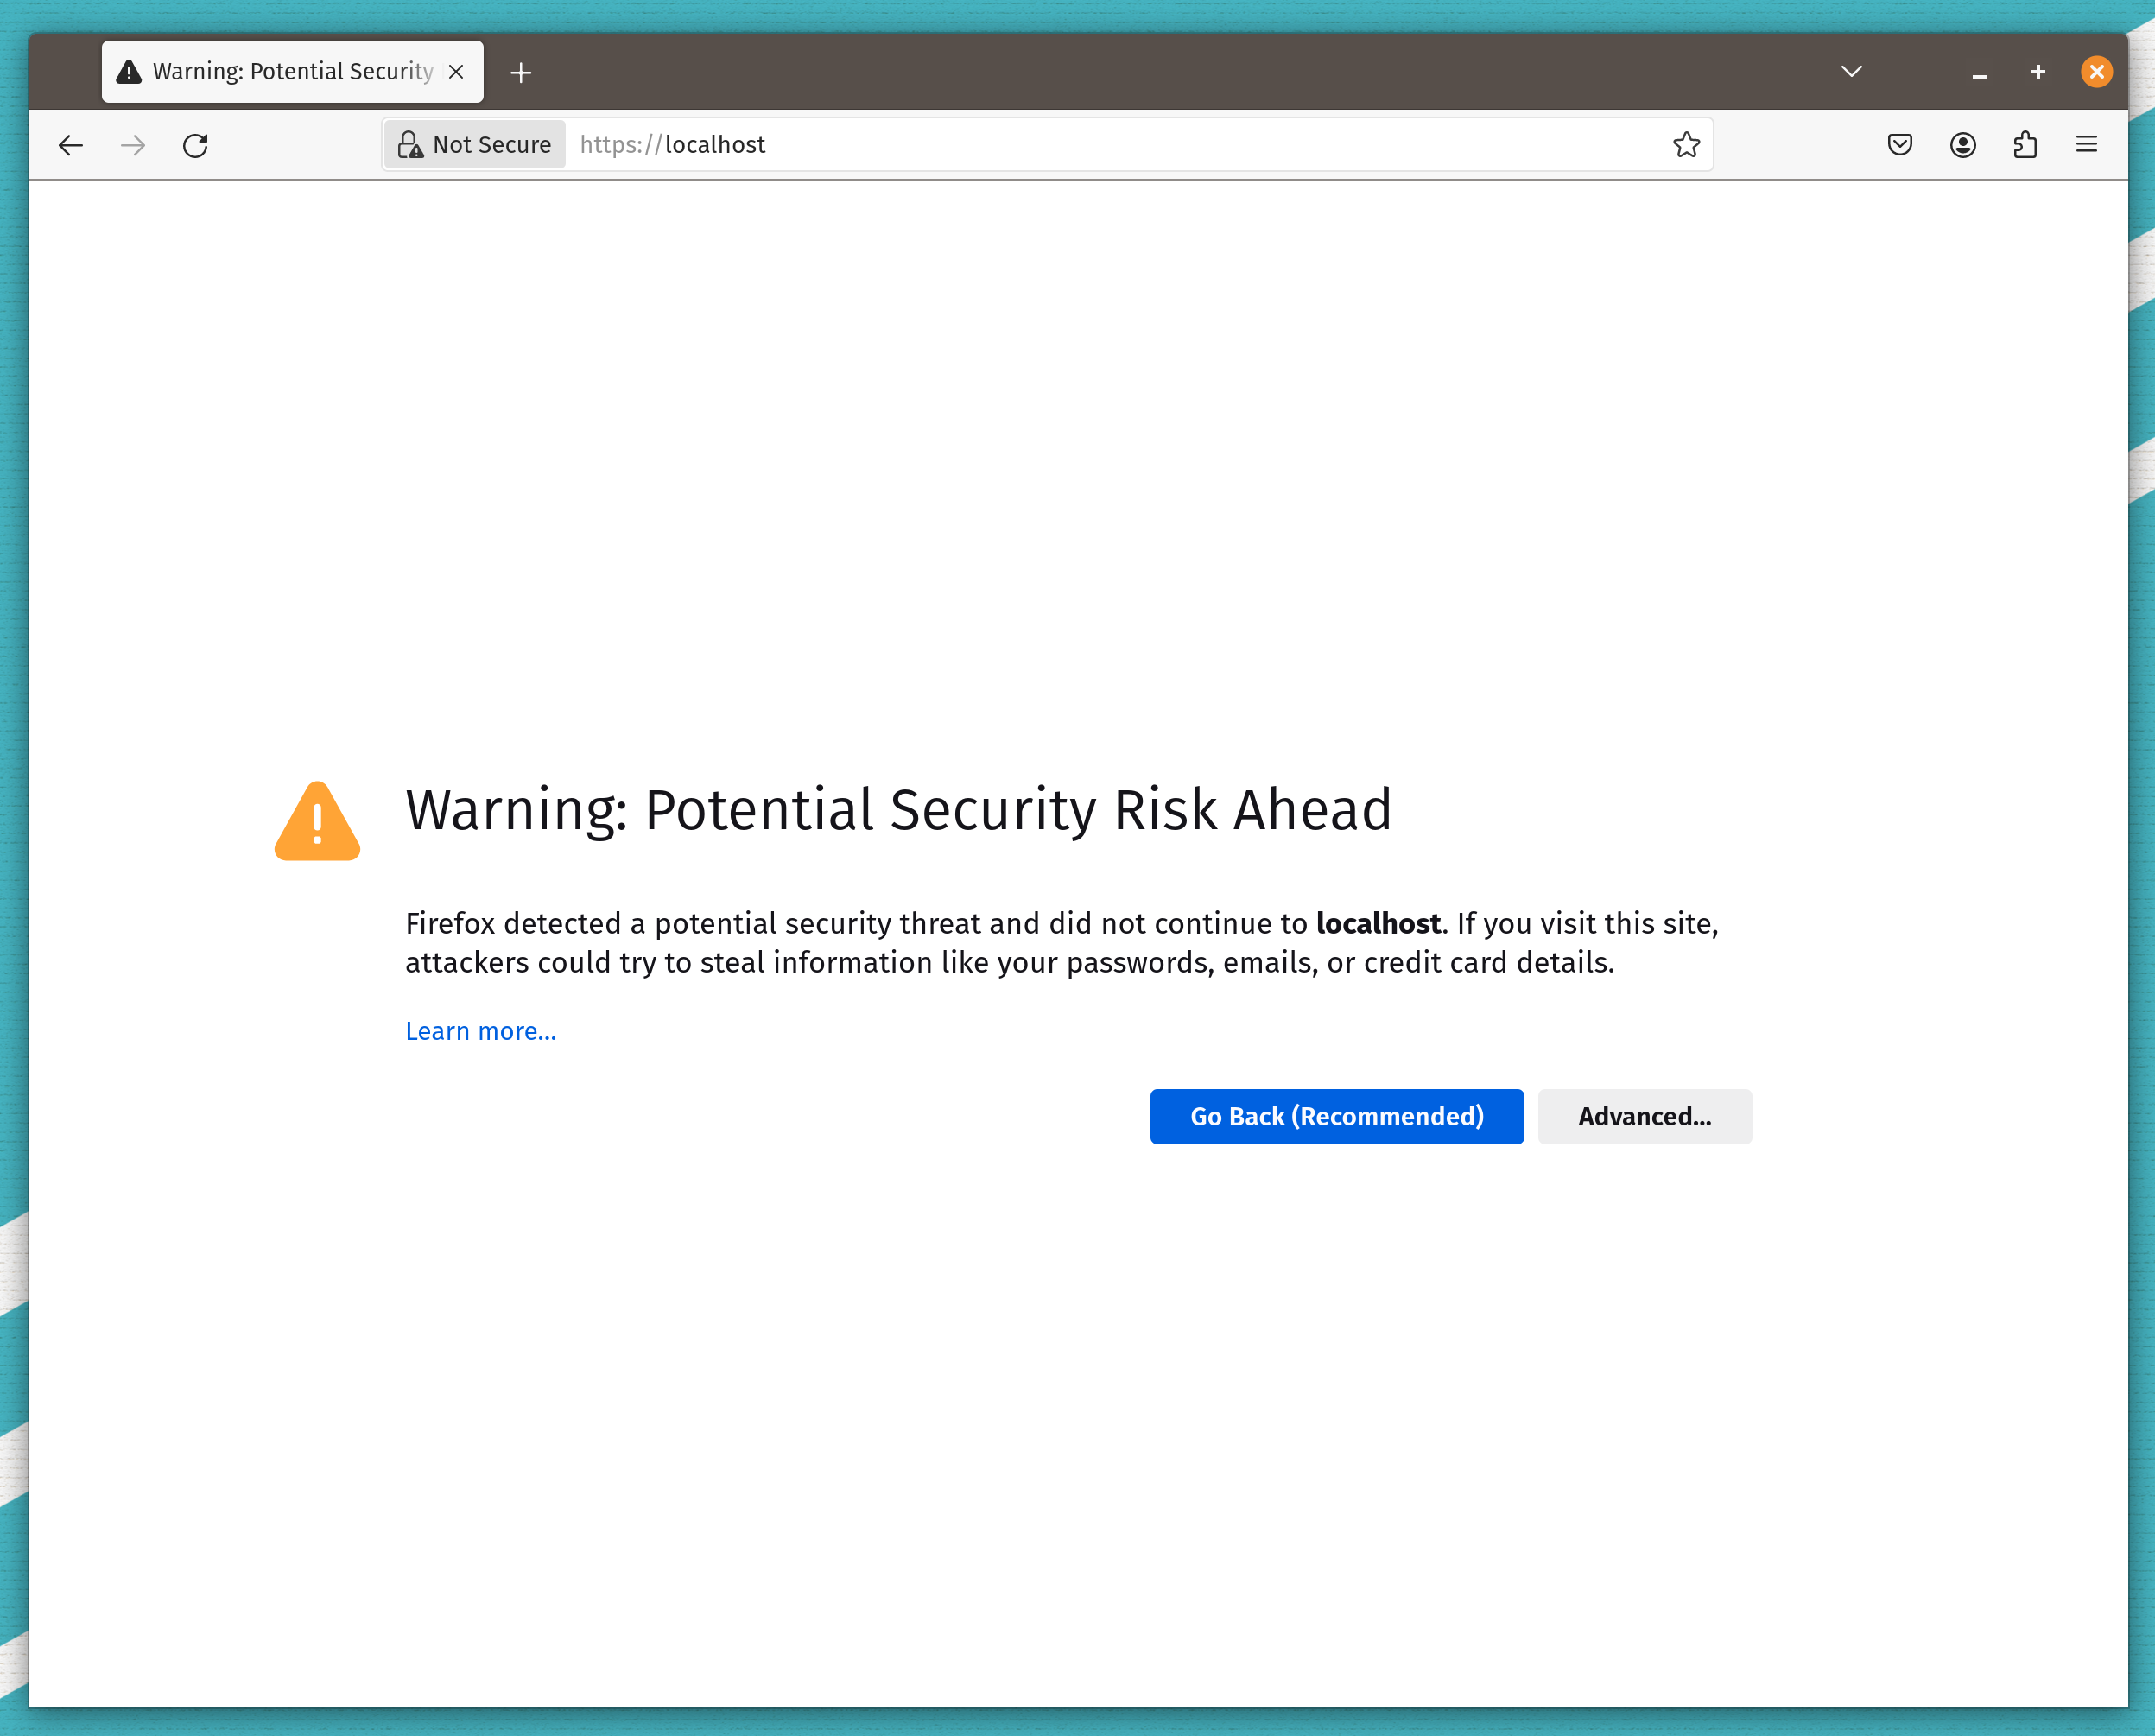 Warning: Potential Security
Not Secure
https://localhost
Warning: Potential Security Risk Ahead
Firefox detected a potential security threat and did not continue to localhost. If you visit this site,
attackers could try to steal information like your passwords, emails, or credit card details.
Learn more...
Go Back (Recommended)
Advanced...